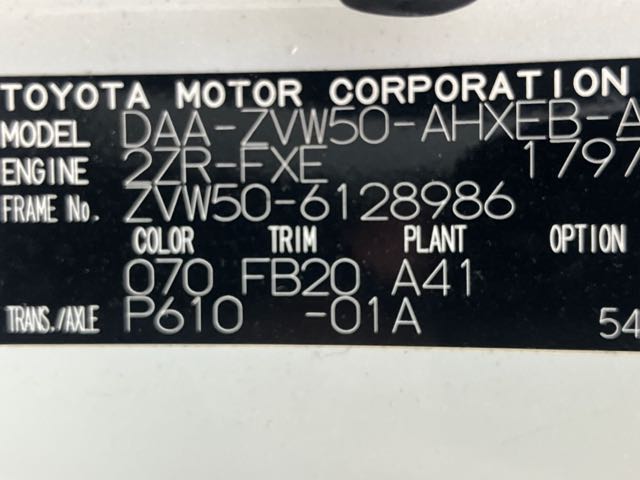 TOYOTA MOTOR CORPORATION
MODEL DAA-ZVW50-AHXEB-A
ENGINE 2ZR-FXE 1797
FRAME No. ZVW50-6128986
COLOR TRIM PLANT OPTION
070 FB20 A41
TRANS./AXLE P610 -01A 54